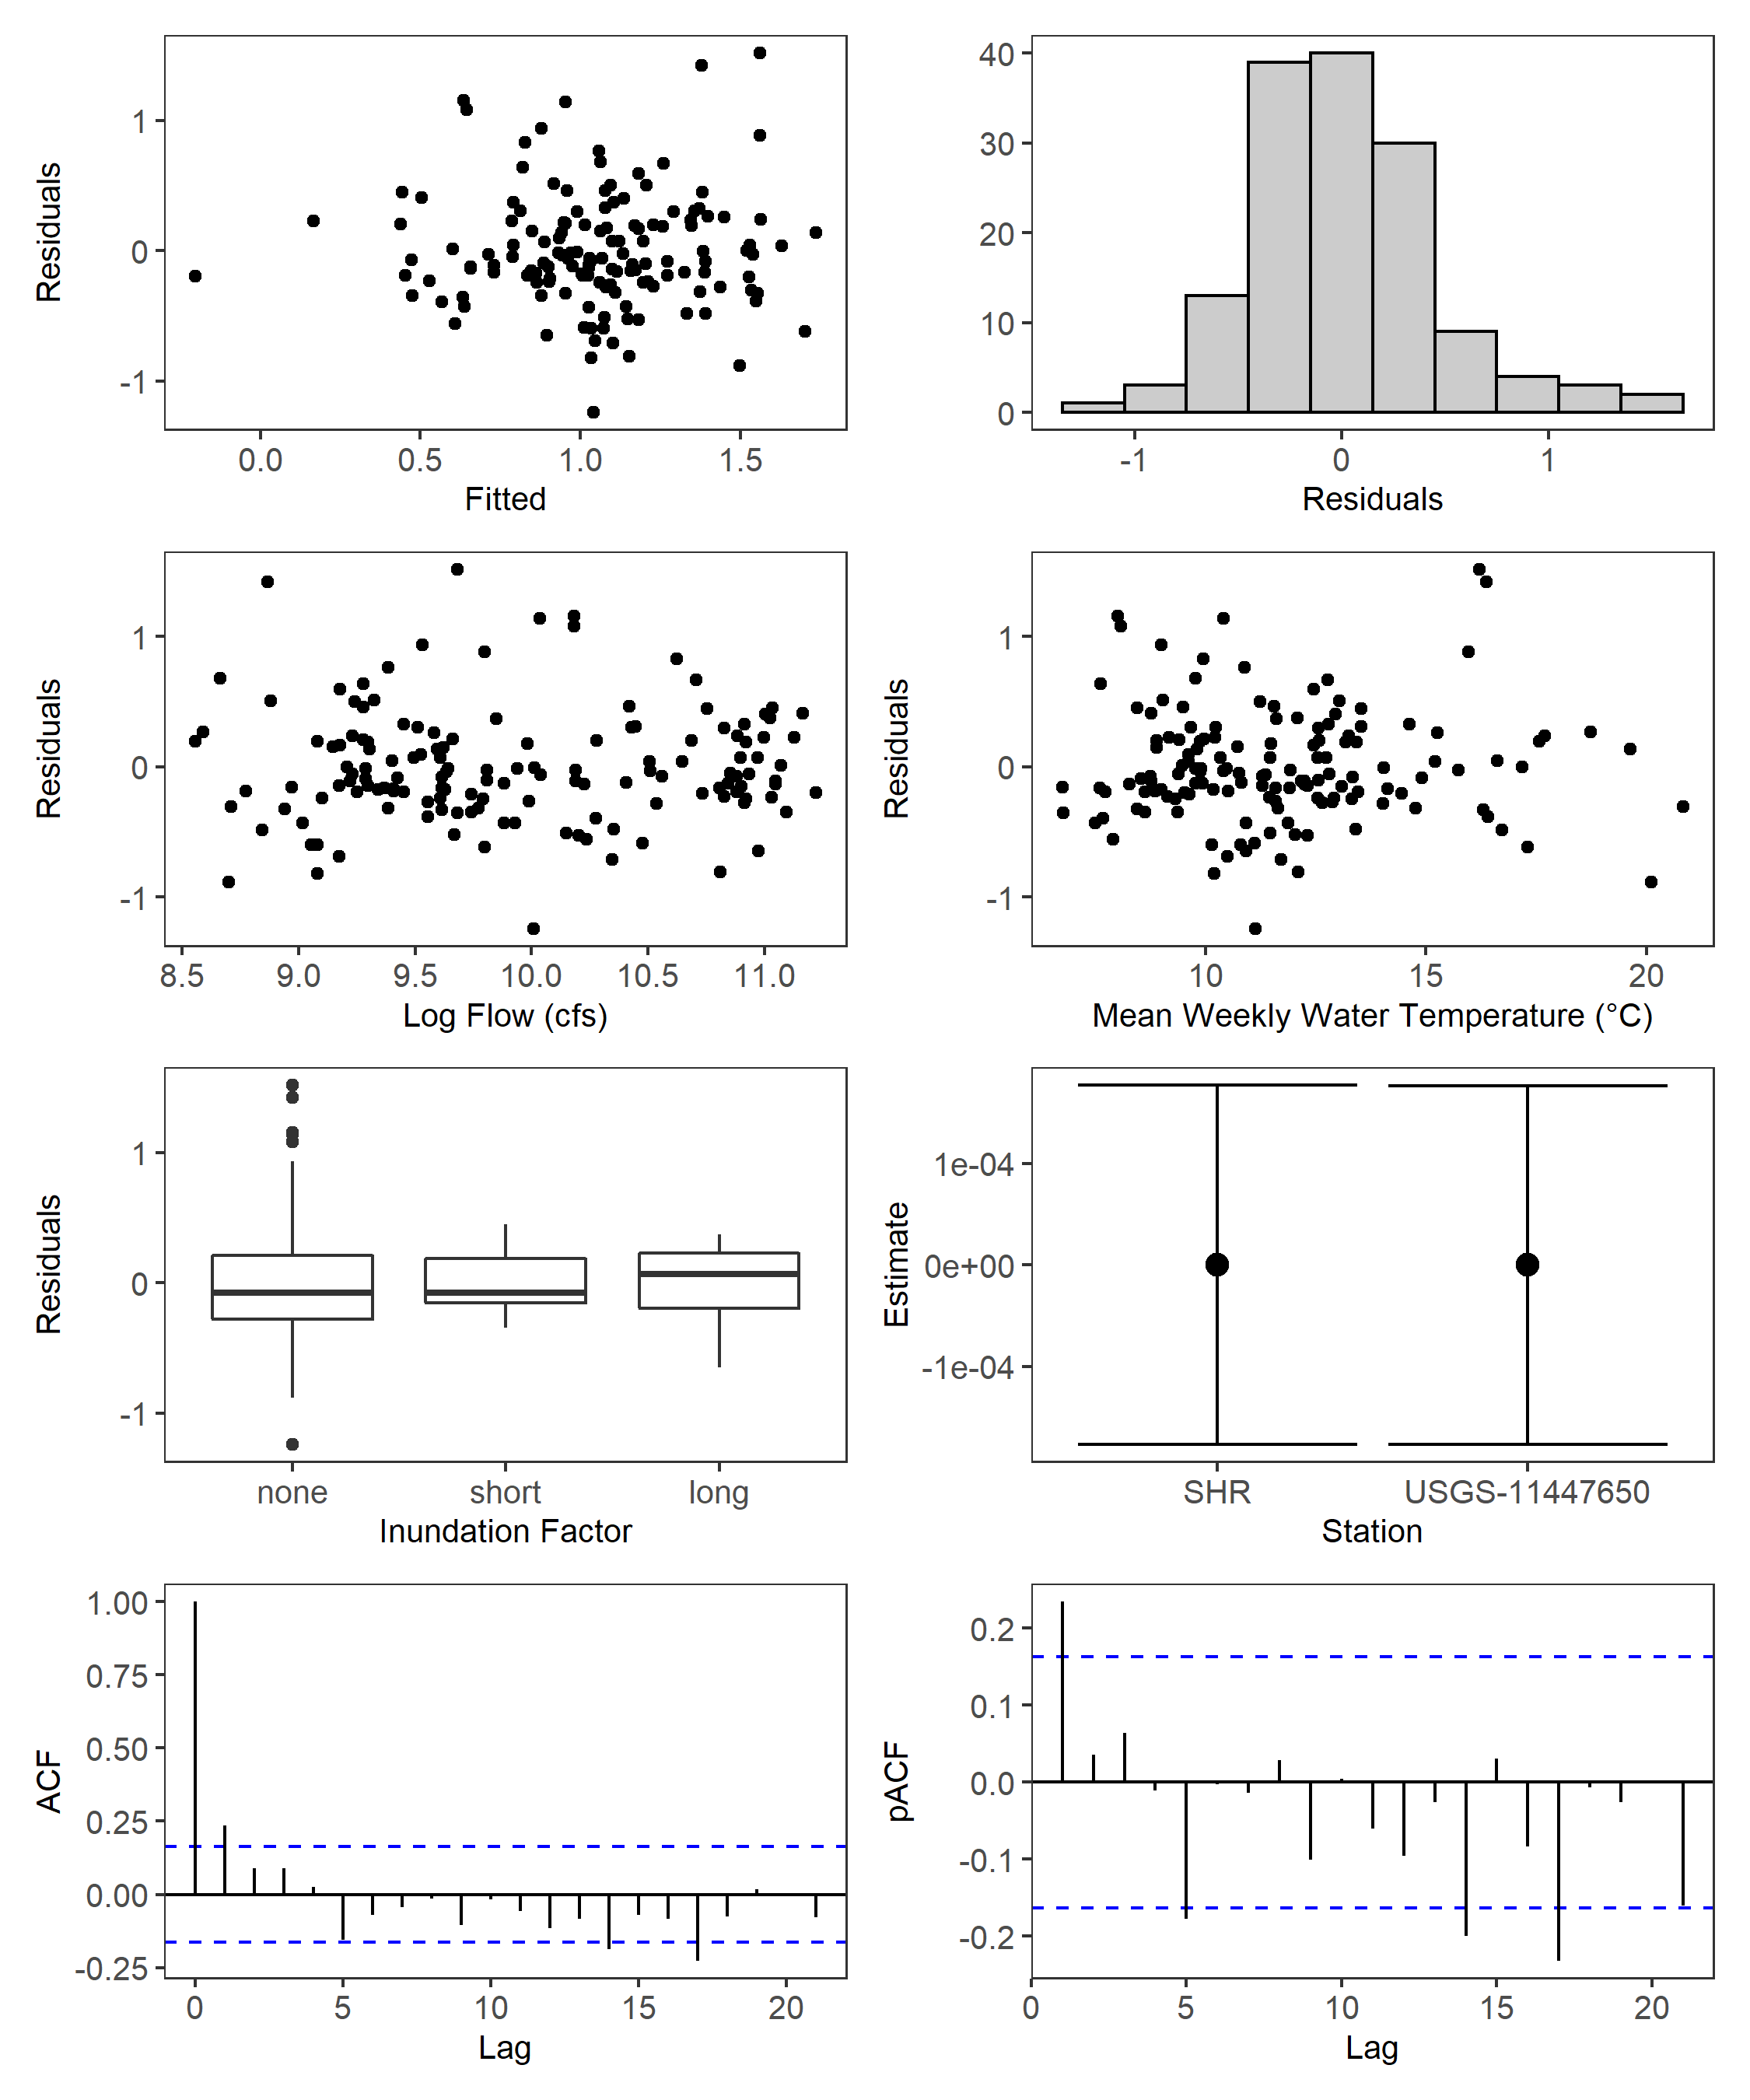 Residuals
1
0
-1
0.0 0.5 1.0 1.5
Fitted
40
30
20
10
0
-1 0 1
Residuals
Residuals
1
0
-1
8.5 9.0 9.5 10.0 10.5 11.0
Log Flow (cfs)
Residuals
1
0
-1
10 15 20
Mean Weekly Water Temperature (°C)
Residuals
1
0
-1
none short long
Inundation Factor
Estimate
1e-04
0e+00
-1e-04
SHR USGS-11447650
Station
ACF
1.00
0.75
0.50
0.25
0.00
-0.25
0 5 10 15 20
Lag
pACF
0.2
0.1
0.0
-0.1
-0.2
0 5 10 15 20
Lag